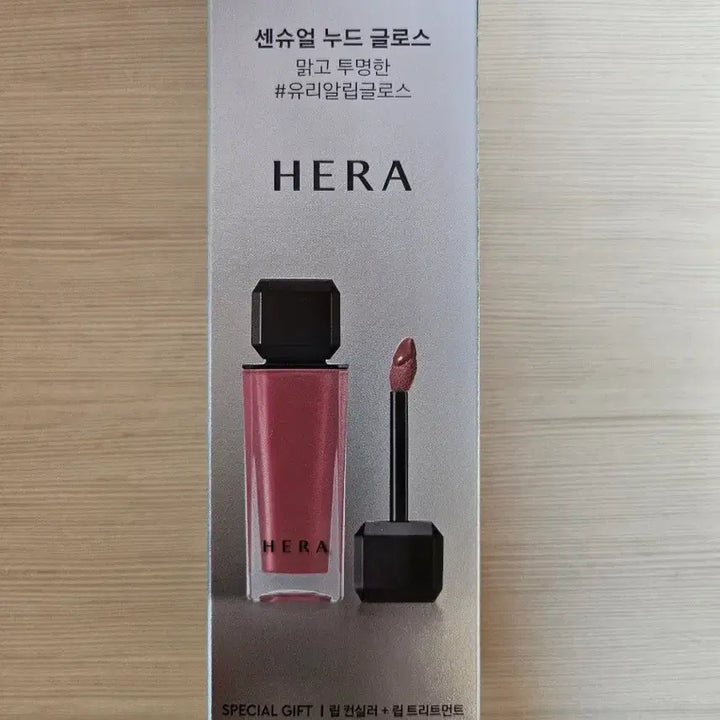 센슈얼 누드 글로스
맑고 투명한
#유리알립글로스
HERA
HERA
SPECIAL GIFT | 립 컨실러 + 립 트리트먼트